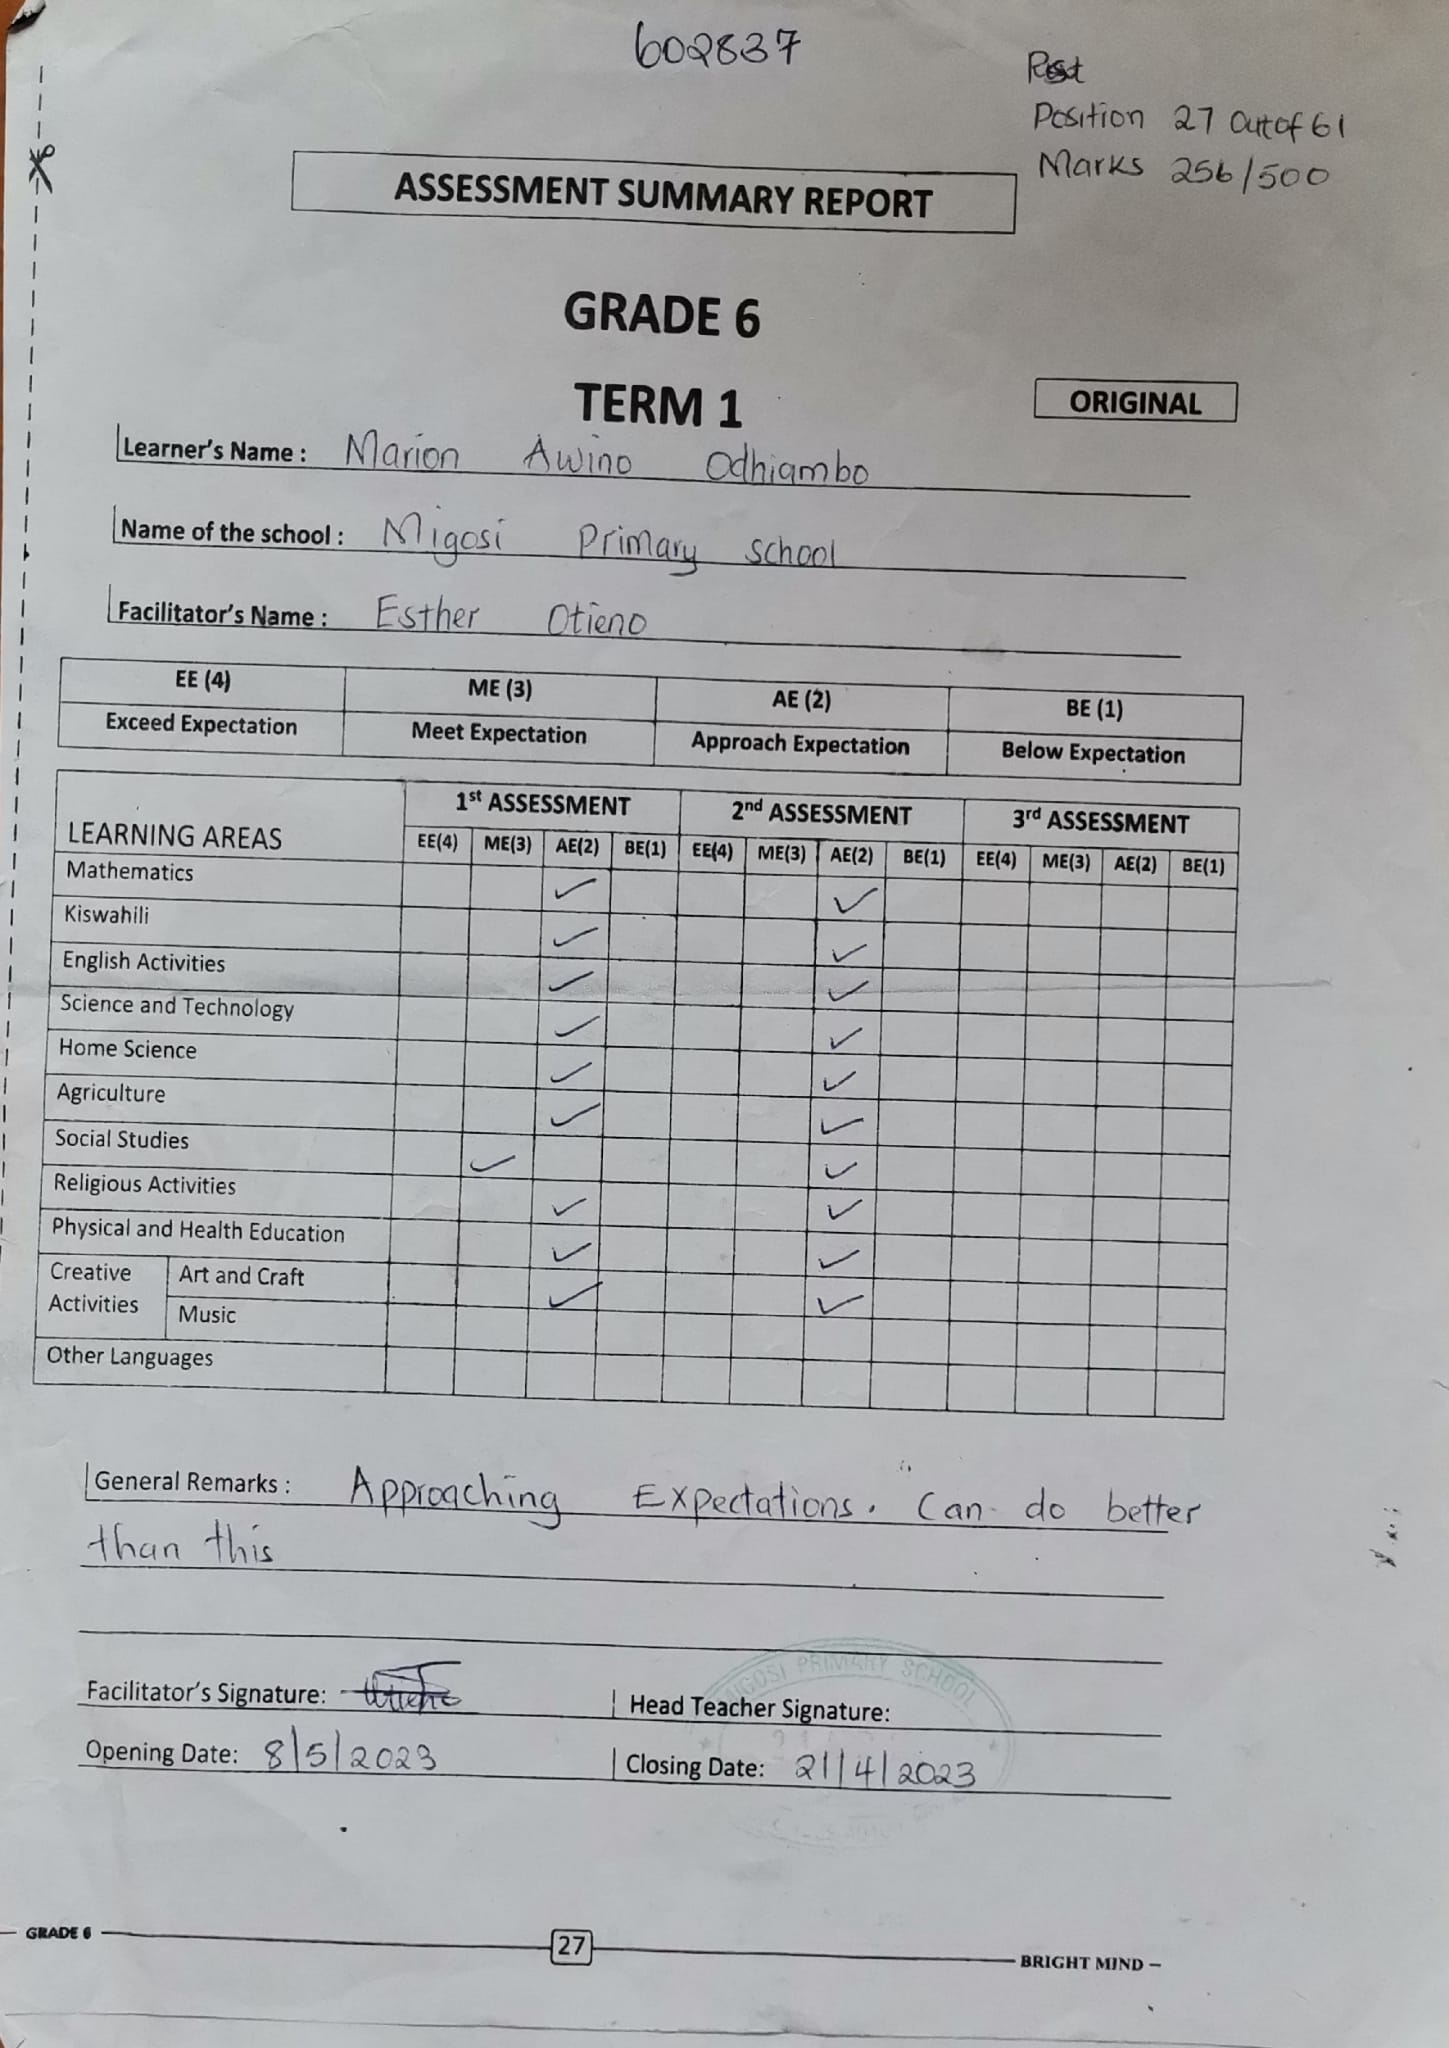 602837
Post
Position 27 out of 61
Marks 256/500
ASSESSMENT SUMMARY REPORT
GRADE 6
TERM 1
ORIGINAL
Learner's Name : Marion Awino Odhiambo
Name of the school : Migosi Primary school
Facilitator's Name : Esther Otieno
EE (4) ME (3) AE (2) BE (1)
Exceed Expectation Meet Expectation Approach Expectation Below Expectation
LEARNING AREAS 1st ASSESSMENT 2nd ASSESSMENT 3rd ASSESSMENT
EE(4) ME(3) AE(2) BE(1) EE(4) ME(3) AE(2) BE(1) EE(4) ME(3) AE(2) BE(1)
Mathematics ✓ ✓
Kiswahili ✓ ✓
English Activities ✓ ✓
Science and Technology ✓ ✓
Home Science ✓ ✓
Agriculture ✓ ✓
Social Studies ✓ ✓
Religious Activities ✓ ✓
Physical and Health Education ✓ ✓
Creative Activities Art and Craft ✓ ✓
Music
Other Languages
General Remarks : Approaching Expectations. Can do better
than this
MIGOSI PRIMARY SCHOOL
Facilitator's Signature: Head Teacher Signature:
Opening Date: 8/5/2023 Closing Date: 21/4/2023
GRADE 6 27 BRIGHT MIND